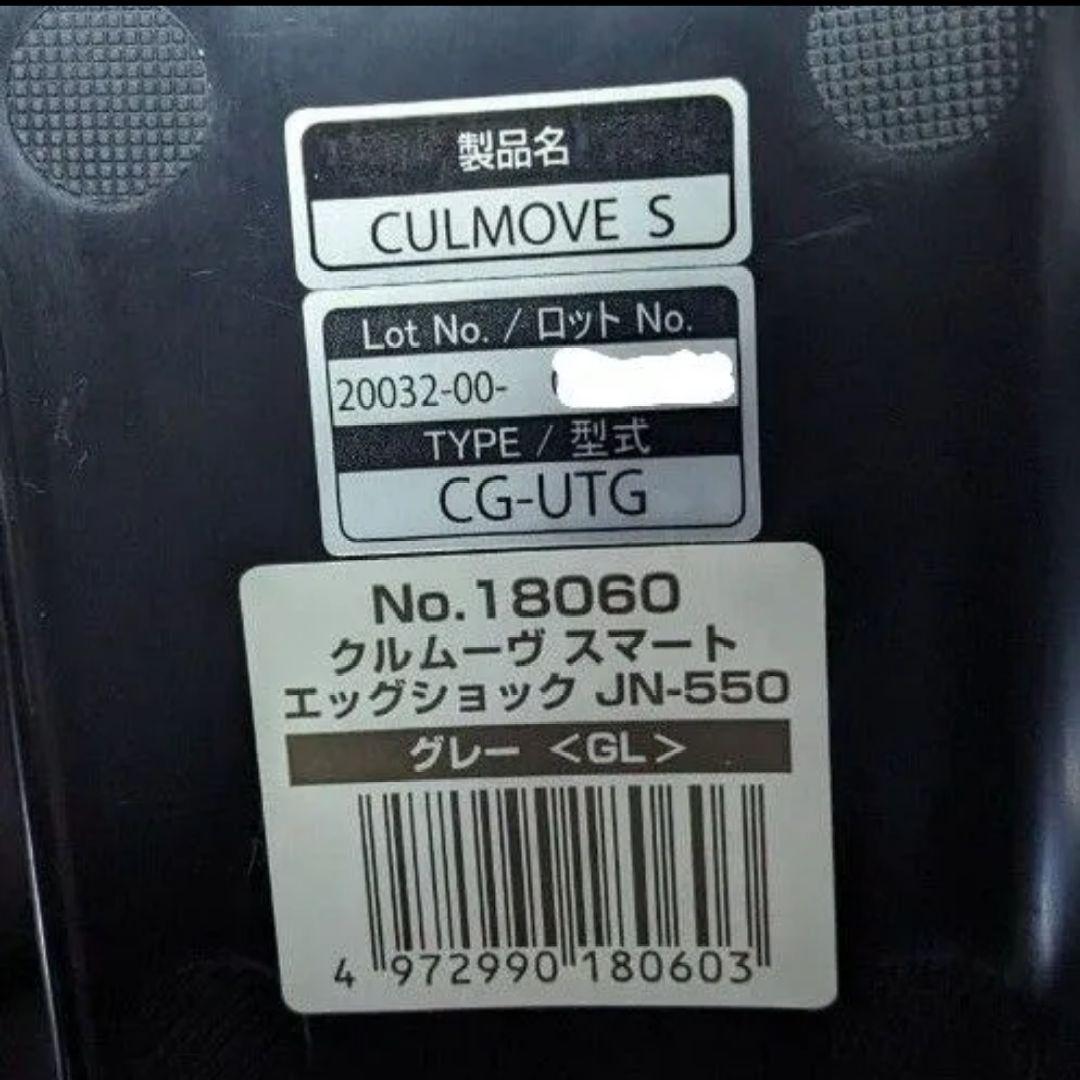 製品名
CULMOVE S
Lot No. / ロット No.
20032-00-
TYPE / 型式
CG-UTG
No.18060
クルムーヴ スマート
エッグショック JN-550
グレー <GL>
4 972990 180603